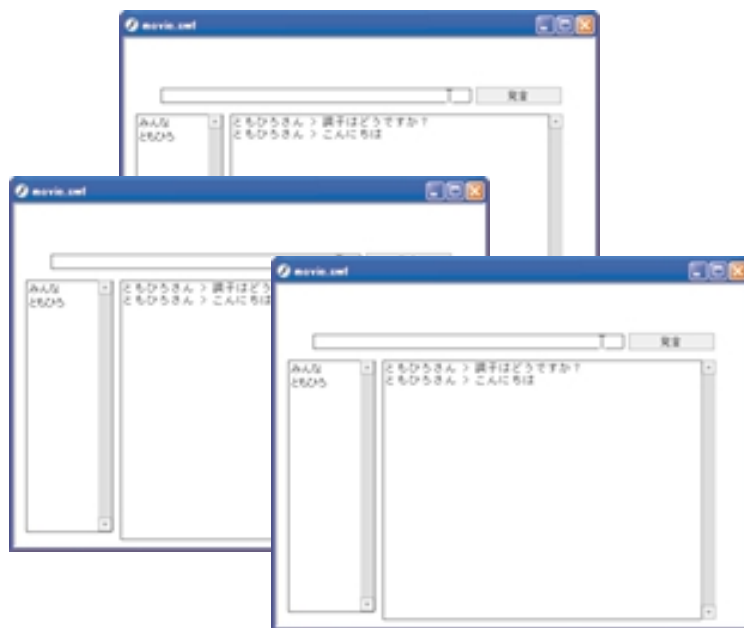 movie.swf
発言
みんな
ともひろ
ともひろさん > 調子はどうですか？
ともひろさん > こんにちは
movie.swf
みんな
ともひろ
ともひろさん > 調子はどう
ともひろさん > こんにちは
movie.swf
発言
みんな
ともひろ
ともひろさん > 調子はどうですか？
ともひろさん > こんにちは